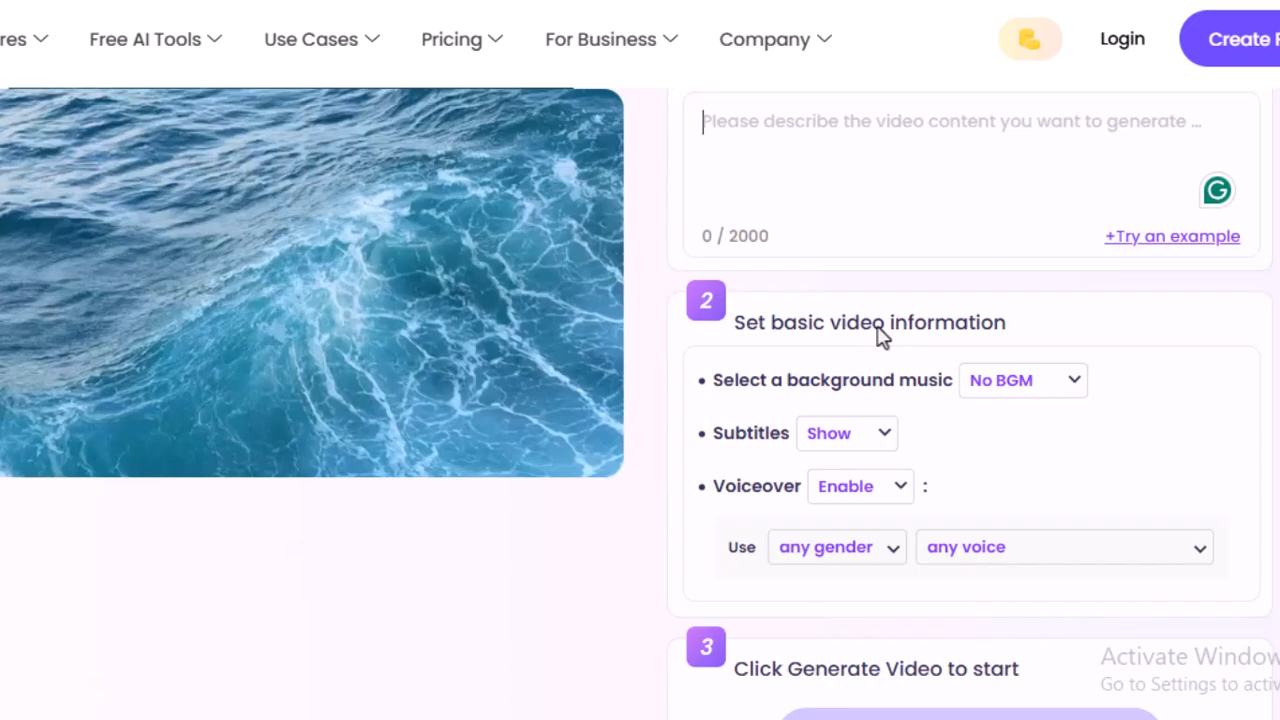 res Free AI Tools Use Cases Pricing For Business Company Login Create F
Please describe the video content you want to generate ...
G
0 / 2000 +Try an example
2
Set basic video information
• Select a background music No BGM
• Subtitles Show
• Voiceover Enable :
Use any gender any voice
3
Click Generate Video to start
Activate Window
Go to Settings to activ